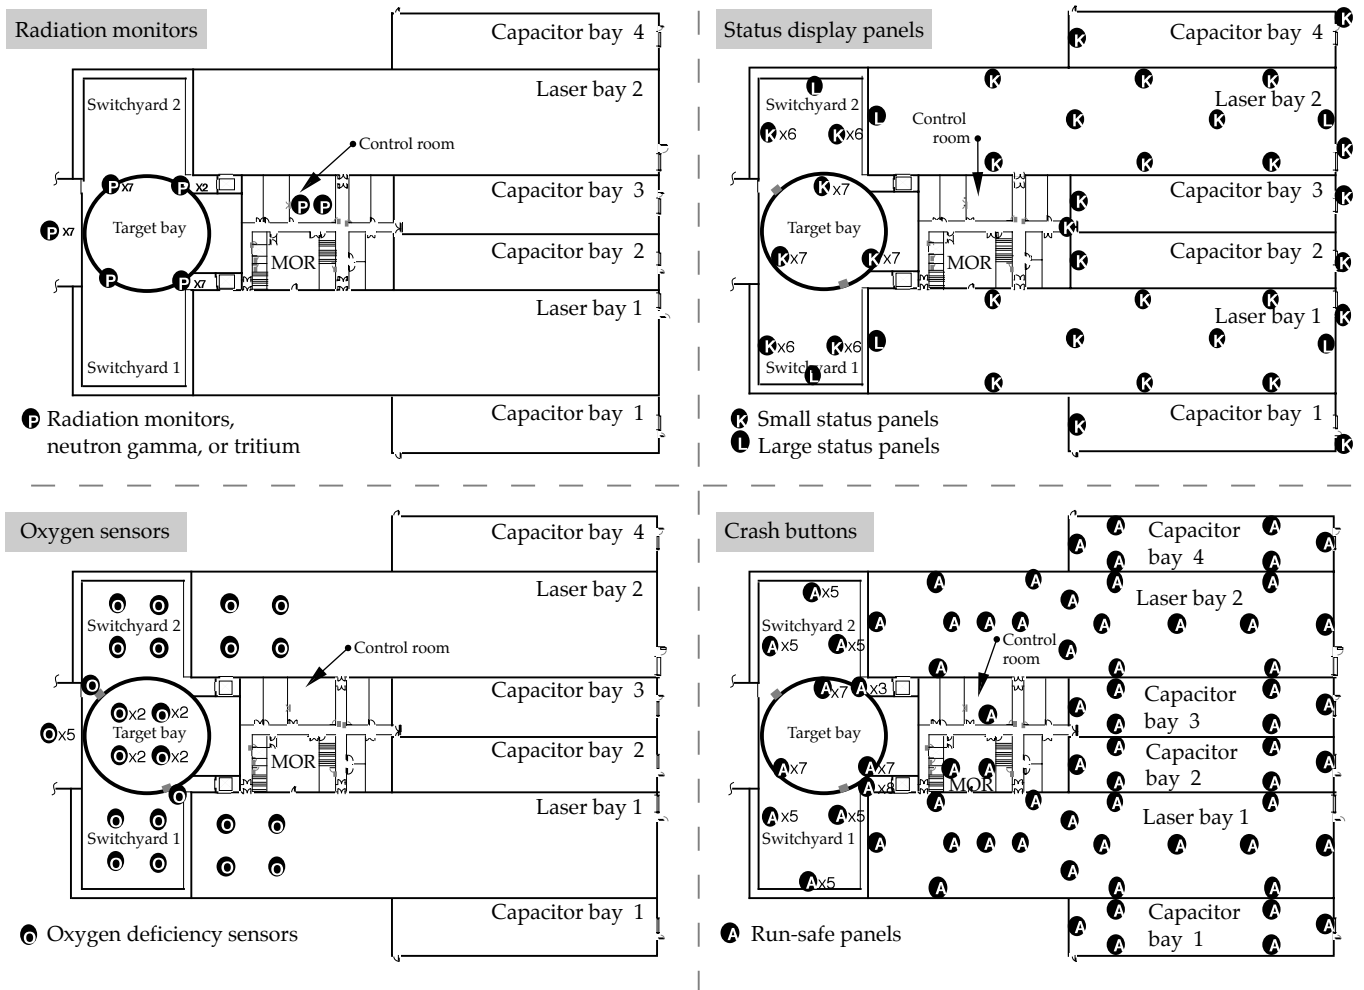 Radiation monitors
Capacitor bay 4
Laser bay 2
Switchyard 2
Control room
P x7
P x2
Capacitor bay 3
P P
P x7
Target bay
Capacitor bay 2
MOR
P
P x7
Laser bay 1
Switchyard 1
Capacitor bay 1
P Radiation monitors,
neutron gamma, or tritium
Status display panels
K
Capacitor bay 4
K
L
K
K
K
Switchyard 2
Laser bay 2
Control
room
L
K
K
L
K x6
K x6
K
K
K
K
K x7
Capacitor bay 3
K
K
Target bay
K
K x7
K x7
MOR
K
Capacitor bay 2
K
K
K
K
Laser bay 1
K
L
K
K
L
K x6
K x6
Switchyard 1
L
K
K
K
Capacitor bay 1
K
K
K Small status panels
L Large status panels
Oxygen sensors
Capacitor bay 4
Laser bay 2
O O O O
Switchyard 2
O O O O
Control room
O
Capacitor bay 3
O x2 O x2
O x5
Target bay
O x2 O x2
Capacitor bay 2
MOR
O
Laser bay 1
O O O O
Switchyard 1
O O O O
Capacitor bay 1
O Oxygen deficiency sensors
Crash buttons
A
Capacitor
bay 4
A
A
A
A
A
A x5
A
A
A
A
A
Laser bay 2
Switchyard 2
A
A A A
A
A
A
A
A x5
A x5
Control
room
A
A
A
A
A x7
A x3
A
Capacitor
bay 3
A
A
A
A
A
A
Target bay
A
Capacitor
bay 2
A
A
A
A
A
A x7
A x7
A A
MOR
A x8
A
A
A
A
A
Laser bay 1
A x5
A x5
Switchyard 1
A
A A A
A
A
A
A
A
A x5
A
A
A
A
Capacitor
bay 1
A
A
A
A
A
A Run-safe panels